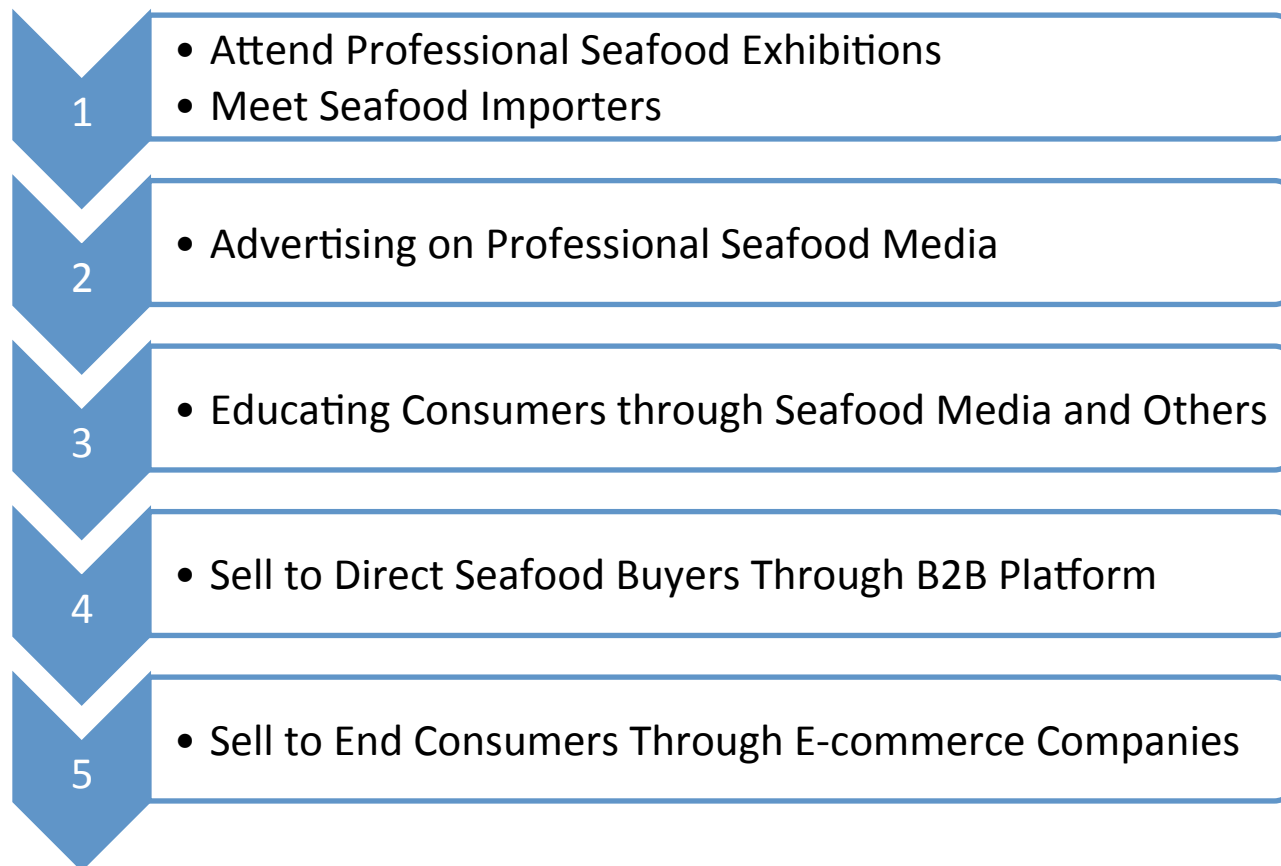 1
• Attend Professional Seafood Exhibitions
• Meet Seafood Importers
2
• Advertising on Professional Seafood Media
3
• Educating Consumers through Seafood Media and Others
4
• Sell to Direct Seafood Buyers Through B2B Platform
5
• Sell to End Consumers Through E-commerce Companies